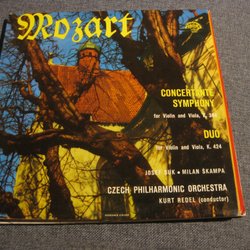 Mozart
CONCERTANTE
SYMPHONY
for Violin and Viola, K. 364
DUO
for Violin and Viola, K. 424
JOSEF SUK • MILAN ŠKAMPA
CZECH PHILHARMONIC ORCHESTRA
KURT REDEL (conductor)